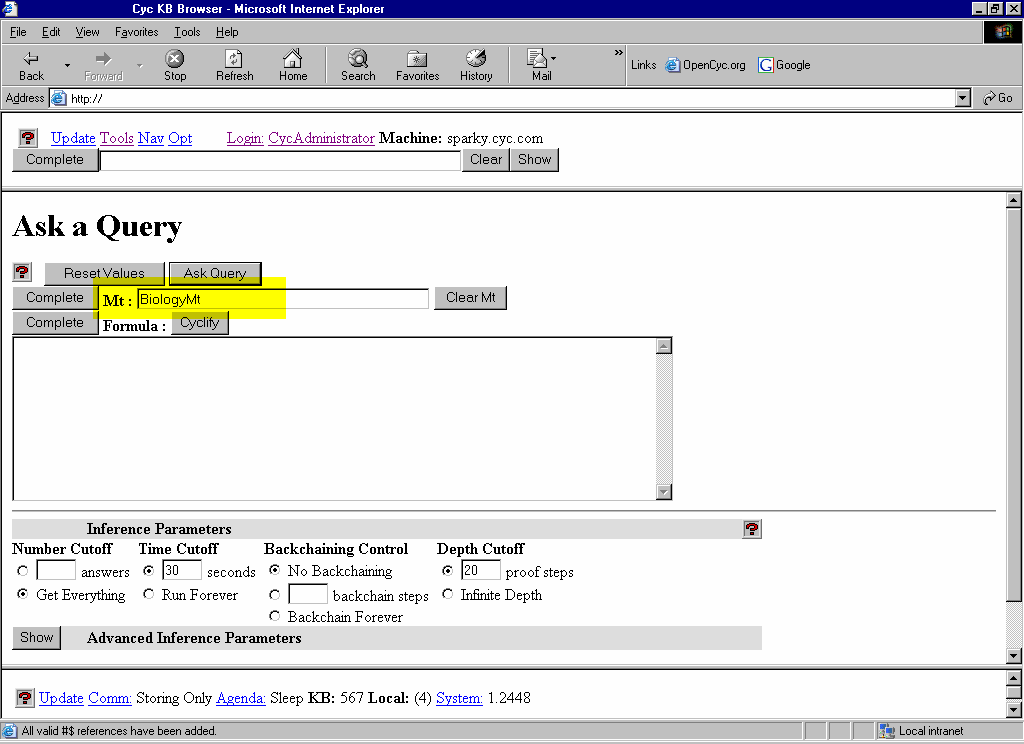 Cyc KB Browser - Microsoft Internet Explorer
File Edit View Favorites Tools Help
Back Forward Stop Refresh Home Search Favorites History Mail » Links OpenCyc.org Google
Address http:// Go
? Update Tools Nav Opt Login: CycAdministrator Machine: sparky.cyc.com
Complete Clear Show
Ask a Query
? Reset Values Ask Query
Complete Mt : BiologyMt Clear Mt
Complete Formula : Cyclify
Inference Parameters ?
Number Cutoff Time Cutoff Backchaining Control Depth Cutoff
answers 30 seconds No Backchaining 20 proof steps
Get Everything Run Forever backchain steps Infinite Depth
Backchain Forever
Show Advanced Inference Parameters
? Update Comm: Storing Only Agenda: Sleep KB: 567 Local: (4) System: 1.2448
All valid #$ references have been added. Local intranet